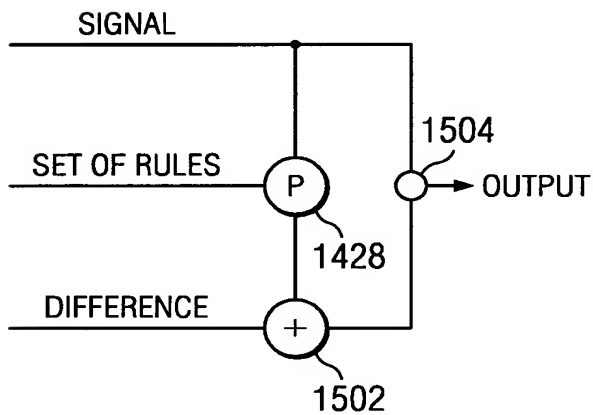 SIGNAL
1504
SET OF RULES
P
OUTPUT
1428
DIFFERENCE
+
1502